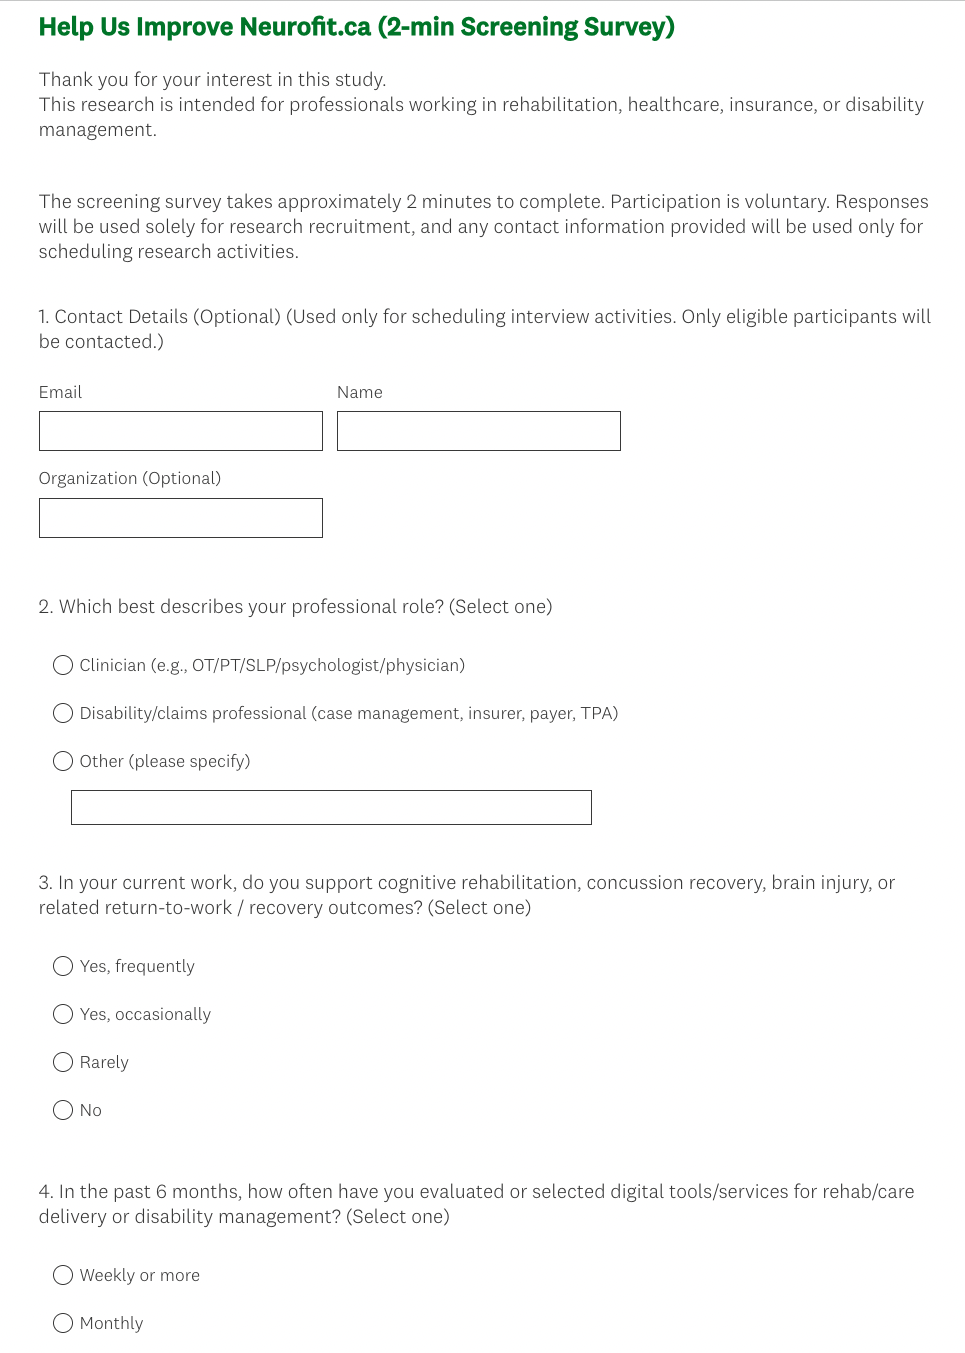 Help Us Improve Neurofit.ca (2-min Screening Survey)
Thank you for your interest in this study.
This research is intended for professionals working in rehabilitation, healthcare, insurance, or disability
management.
The screening survey takes approximately 2 minutes to complete. Participation is voluntary. Responses
will be used solely for research recruitment, and any contact information provided will be used only for
scheduling research activities.
1. Contact Details (Optional) (Used only for scheduling interview activities. Only eligible participants will
be contacted.)
Email
Name
Organization (Optional)
2. Which best describes your professional role? (Select one)
Clinician (e.g., OT/PT/SLP/psychologist/physician)
Disability/claims professional (case management, insurer, payer, TPA)
Other (please specify)
3. In your current work, do you support cognitive rehabilitation, concussion recovery, brain injury, or
related return-to-work / recovery outcomes? (Select one)
Yes, frequently
Yes, occasionally
Rarely
No
4. In the past 6 months, how often have you evaluated or selected digital tools/services for rehab/care
delivery or disability management? (Select one)
Weekly or more
Monthly